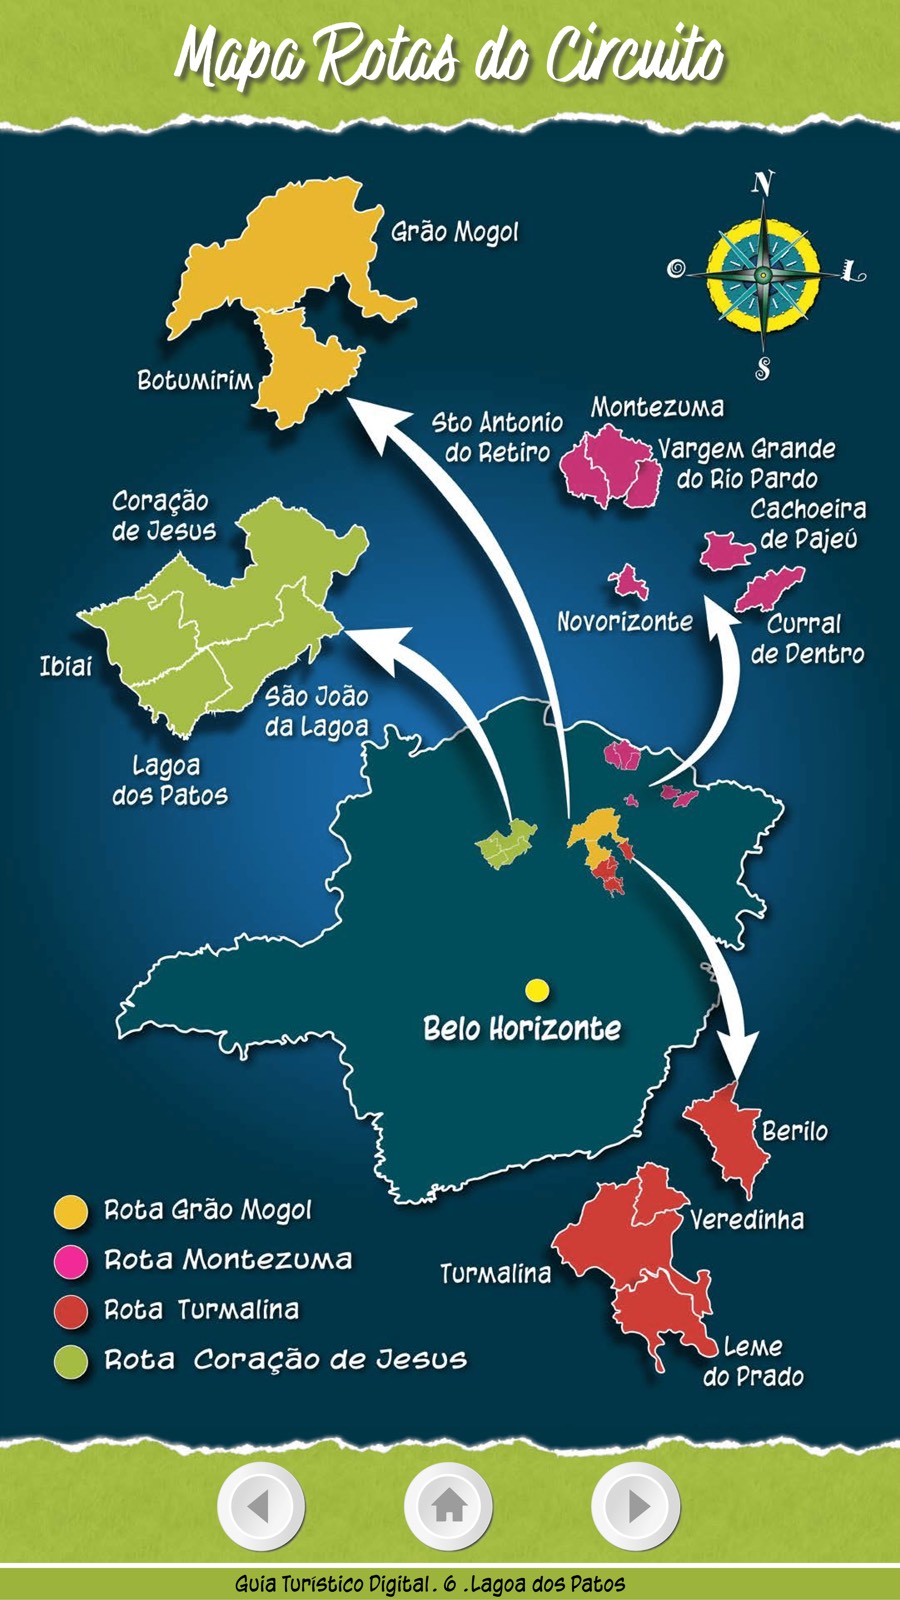 Mapa Rotas do Circuito
N
O
L
S
Grão Mogol
Botumirim
Sto Antonio
do Retiro
Montezuma
Vargem Grande
do Rio Pardo
Cachoeira
de Pajeú
Novorizonte
Curral
de Dentro
Coração
de Jesus
Ibiai
São João
da Lagoa
Lagoa
dos Patos
Belo Horizonte
Berilo
Veredinha
Turmalina
Leme
do Prado
Rota Grão Mogol
Rota Montezuma
Rota Turmalina
Rota Coração de Jesus
Guia Turístico Digital . 6 .Lagoa dos Patos